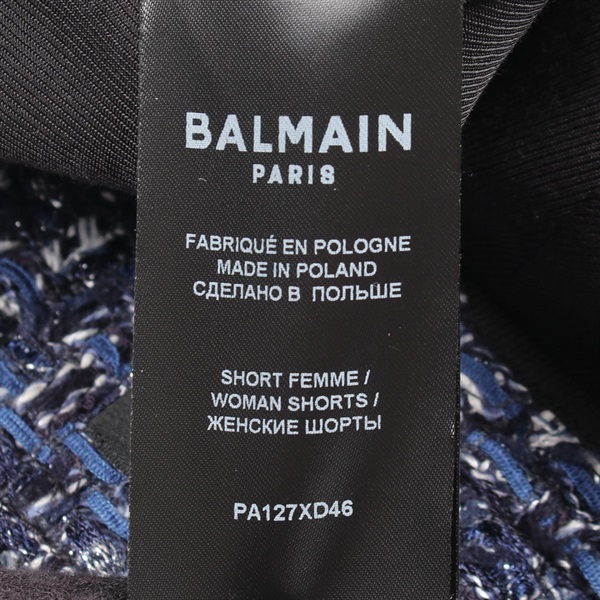 BALMAIN
PARIS
FABRIQUÉ EN POLOGNE
MADE IN POLAND
СДЕЛАНО В ПОЛЬШЕ
SHORT FEMME /
WOMAN SHORTS /
ЖЕНСКИЕ ШОРТЫ
PA127XD46